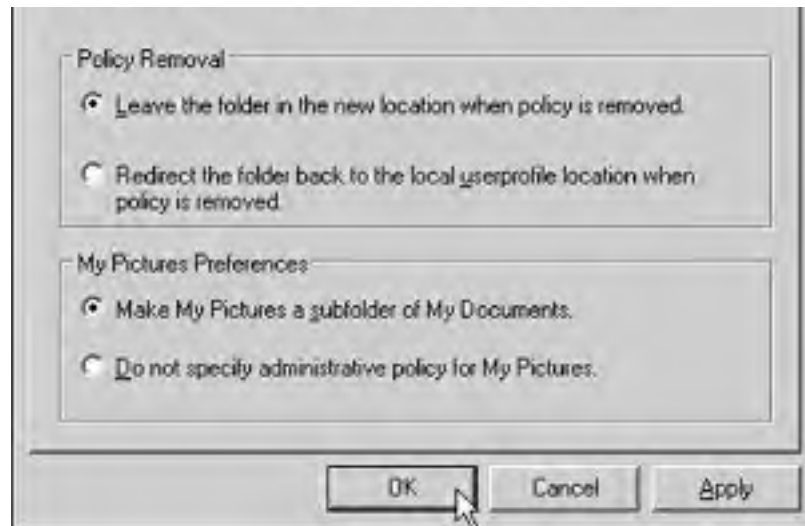 Policy Removal
Leave the folder in the new location when policy is removed.
Redirect the folder back to the local userprofile location when
policy is removed.
My Pictures Preferences
Make My Pictures a subfolder of My Documents.
Do not specify administrative policy for My Pictures.
OK Cancel Apply